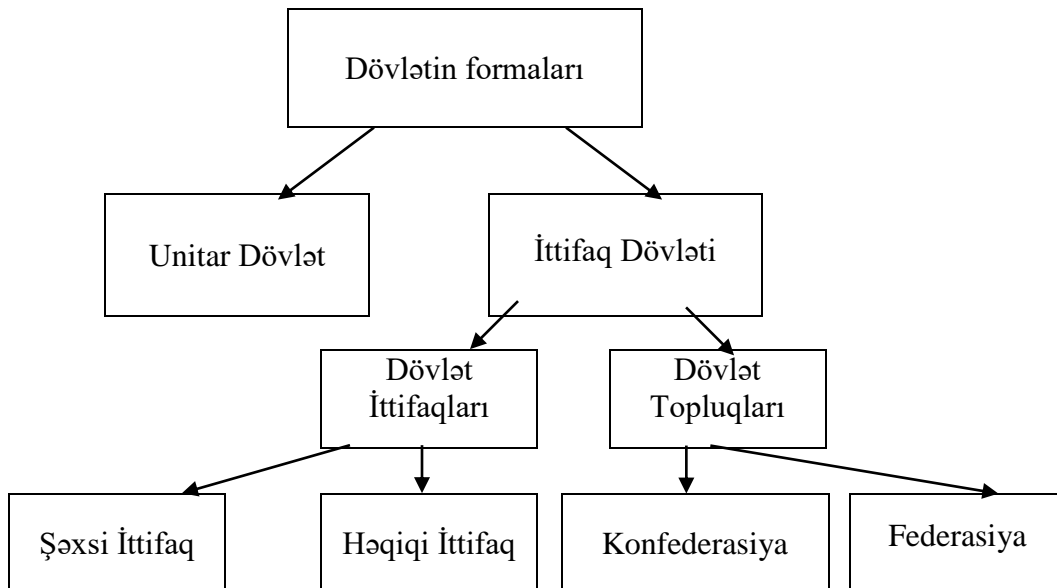 Dövlətin formaları
Unitar Dövlət
İttifaq Dövləti
Dövlət
İttifaqları
Dövlət
Topluqları
Şəxsi İttifaq
Həqiqi İttifaq
Konfederasiya
Federasiya